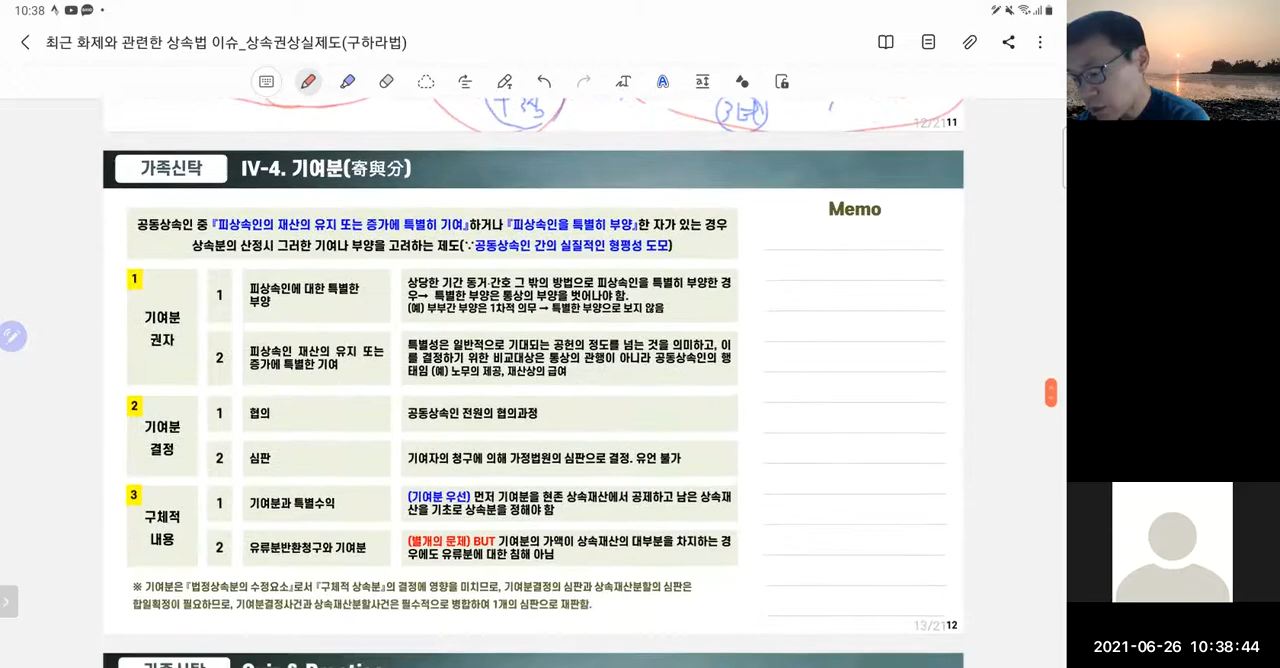 10:38
최근 화제와 관련한 상속법 이슈_상속권상실제도(구하라법)
12/21 11
가족신탁 IV-4. 기여분(寄與分)
공동상속인 중 『피상속인의 재산의 유지 또는 증가에 특별히 기여』하거나 『피상속인을 특별히 부양』한 자가 있는 경우
상속분의 산정시 그러한 기여나 부양을 고려하는 제도(∵공동상속인 간의 실질적인 형평성 도모)
Memo
1
기여분
권자
1
피상속인에 대한 특별한
부양
상당한 기간 동거·간호 그 밖의 방법으로 피상속인을 특별히 부양한 경
우→ 특별한 부양은 통상의 부양을 벗어나야 함.
(예) 부부간 부양은 1차적 의무 → 특별한 부양으로 보지 않음
2
피상속인 재산의 유지 또는
증가에 특별한 기여
특별성은 일반적으로 기대되는 공헌의 정도를 넘는 것을 의미하고, 이
를 결정하기 위한 비교대상은 통상의 관행이 아니라 공동상속인의 행
태임 (예) 노무의 제공, 재산상의 급여
2
기여분
결정
1
협의
공동상속인 전원의 협의과정
2
심판
기여자의 청구에 의해 가정법원의 심판으로 결정. 유언 불가
3
구체적
내용
1
기여분과 특별수익
(기여분 우선) 먼저 기여분을 현존 상속재산에서 공제하고 남은 상속재
산을 기초로 상속분을 정해야 함
2
유류분반환청구와 기여분
(별개의 문제) BUT 기여분의 가액이 상속재산의 대부분을 차지하는 경
우에도 유류분에 대한 침해 아님
※ 기여분은 『법정상속분의 수정요소』로서 『구체적 상속분』의 결정에 영향을 미치므로, 기여분결정의 심판과 상속재산분할의 심판은
합일확정이 필요하므로, 기여분결정사건과 상속재산분할사건은 필수적으로 병합하여 1개의 심판으로 재판함.
13/21 12
2021-06-26 10:38:44